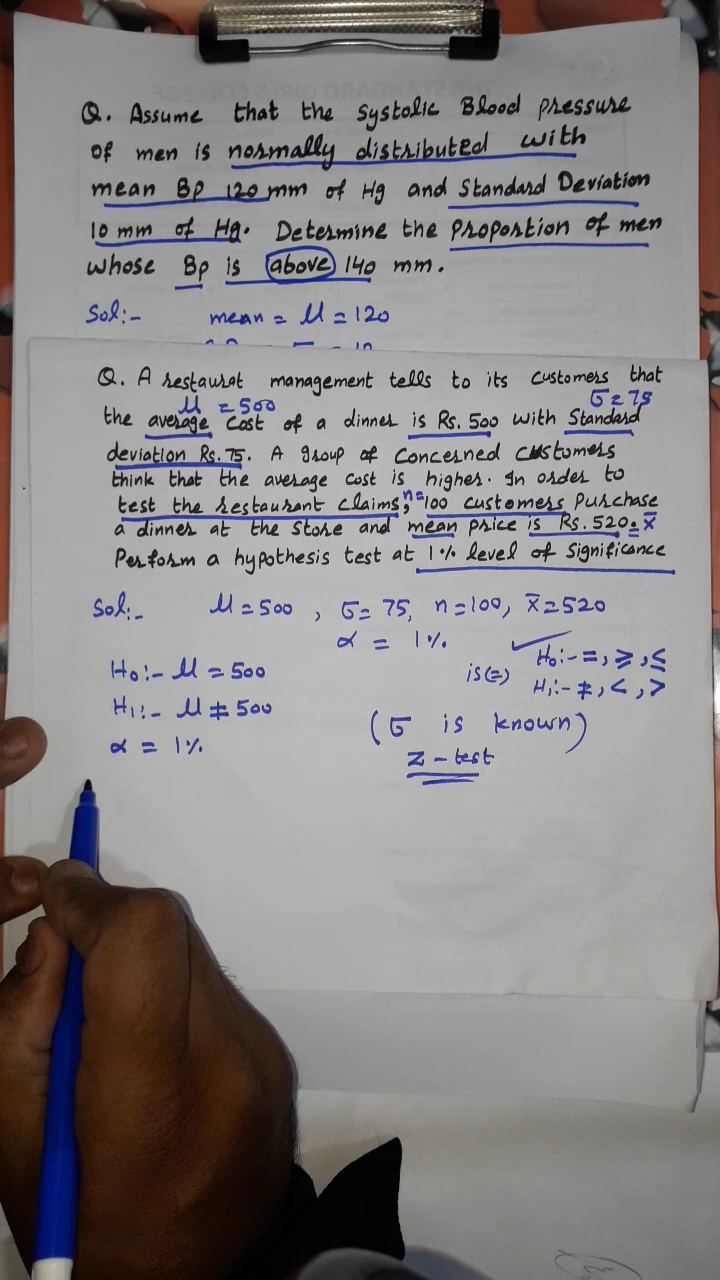 Q. Assume that the systolic Blood pressure
of men is normally distributed with
mean Bp 120 mm of Hg and Standard Deviation
10 mm of Hg. Determine the proportion of men
whose Bp is above 140 mm.
Sol:- mean = μ = 120
Q. A restaurat management tells to its customers that
μ = 500 σ = 75
the average cost of a dinner is Rs. 500 with Standard
deviation Rs. 75. A group of concerned customers
think that the average cost is higher. In order to
test the restaurant claims, n= 100 customers purchase
a dinner at the store and mean price is Rs. 520. = x̄
Perform a hypothesis test at 1% level of significance
Sol:- μ = 500 , σ = 75, n = 100, x̄ = 520
α = 1%
H₀:- μ = 500 is (=) H₀:- =, ≥, ≤
H₁:- μ ≠ 500 H₁:- ≠, <, >
α = 1% (σ is known)
Z - test